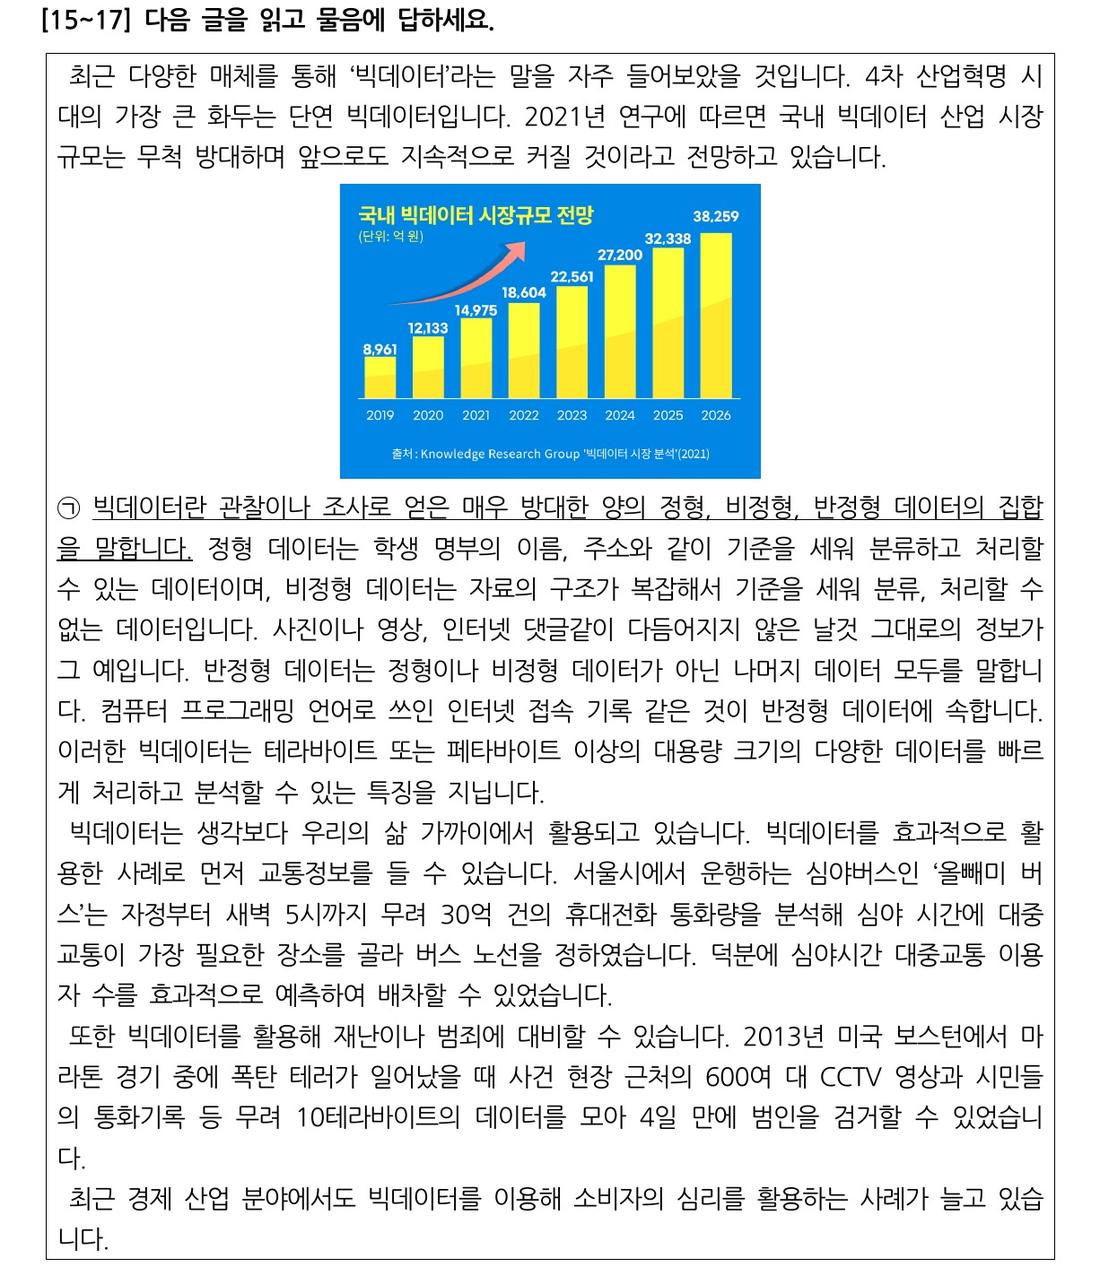 [15~17] 다음 글을 읽고 물음에 답하세요.
최근 다양한 매체를 통해 ‘빅데이터’라는 말을 자주 들어보았을 것입니다. 4차 산업혁명 시
대의 가장 큰 화두는 단연 빅데이터입니다. 2021년 연구에 따르면 국내 빅데이터 산업 시장
규모는 무척 방대하며 앞으로도 지속적으로 커질 것이라고 전망하고 있습니다.
국내 빅데이터 시장규모 전망
(단위: 억 원)
8,961
12,133
14,975
18,604
22,561
27,200
32,338
38,259
2019 2020 2021 2022 2023 2024 2025 2026
출처 : Knowledge Research Group '빅데이터 시장 분석'(2021)
㉠ 빅데이터란 관찰이나 조사로 얻은 매우 방대한 양의 정형, 비정형, 반정형 데이터의 집합
을 말합니다. 정형 데이터는 학생 명부의 이름, 주소와 같이 기준을 세워 분류하고 처리할
수 있는 데이터이며, 비정형 데이터는 자료의 구조가 복잡해서 기준을 세워 분류, 처리할 수
없는 데이터입니다. 사진이나 영상, 인터넷 댓글같이 다듬어지지 않은 날것 그대로의 정보가
그 예입니다. 반정형 데이터는 정형이나 비정형 데이터가 아닌 나머지 데이터 모두를 말합니
다. 컴퓨터 프로그래밍 언어로 쓰인 인터넷 접속 기록 같은 것이 반정형 데이터에 속합니다.
이러한 빅데이터는 테라바이트 또는 페타바이트 이상의 대용량 크기의 다양한 데이터를 빠르
게 처리하고 분석할 수 있는 특징을 지닙니다.
빅데이터는 생각보다 우리의 삶 가까이에서 활용되고 있습니다. 빅데이터를 효과적으로 활
용한 사례로 먼저 교통정보를 들 수 있습니다. 서울시에서 운행하는 심야버스인 ‘올빼미 버
스’는 자정부터 새벽 5시까지 무려 30억 건의 휴대전화 통화량을 분석해 심야 시간에 대중
교통이 가장 필요한 장소를 골라 버스 노선을 정하였습니다. 덕분에 심야시간 대중교통 이용
자 수를 효과적으로 예측하여 배차할 수 있었습니다.
또한 빅데이터를 활용해 재난이나 범죄에 대비할 수 있습니다. 2013년 미국 보스턴에서 마
라톤 경기 중에 폭탄 테러가 일어났을 때 사건 현장 근처의 600여 대 CCTV 영상과 시민들
의 통화기록 등 무려 10테라바이트의 데이터를 모아 4일 만에 범인을 검거할 수 있었습니
다.
최근 경제 산업 분야에서도 빅데이터를 이용해 소비자의 심리를 활용하는 사례가 늘고 있습
니다.